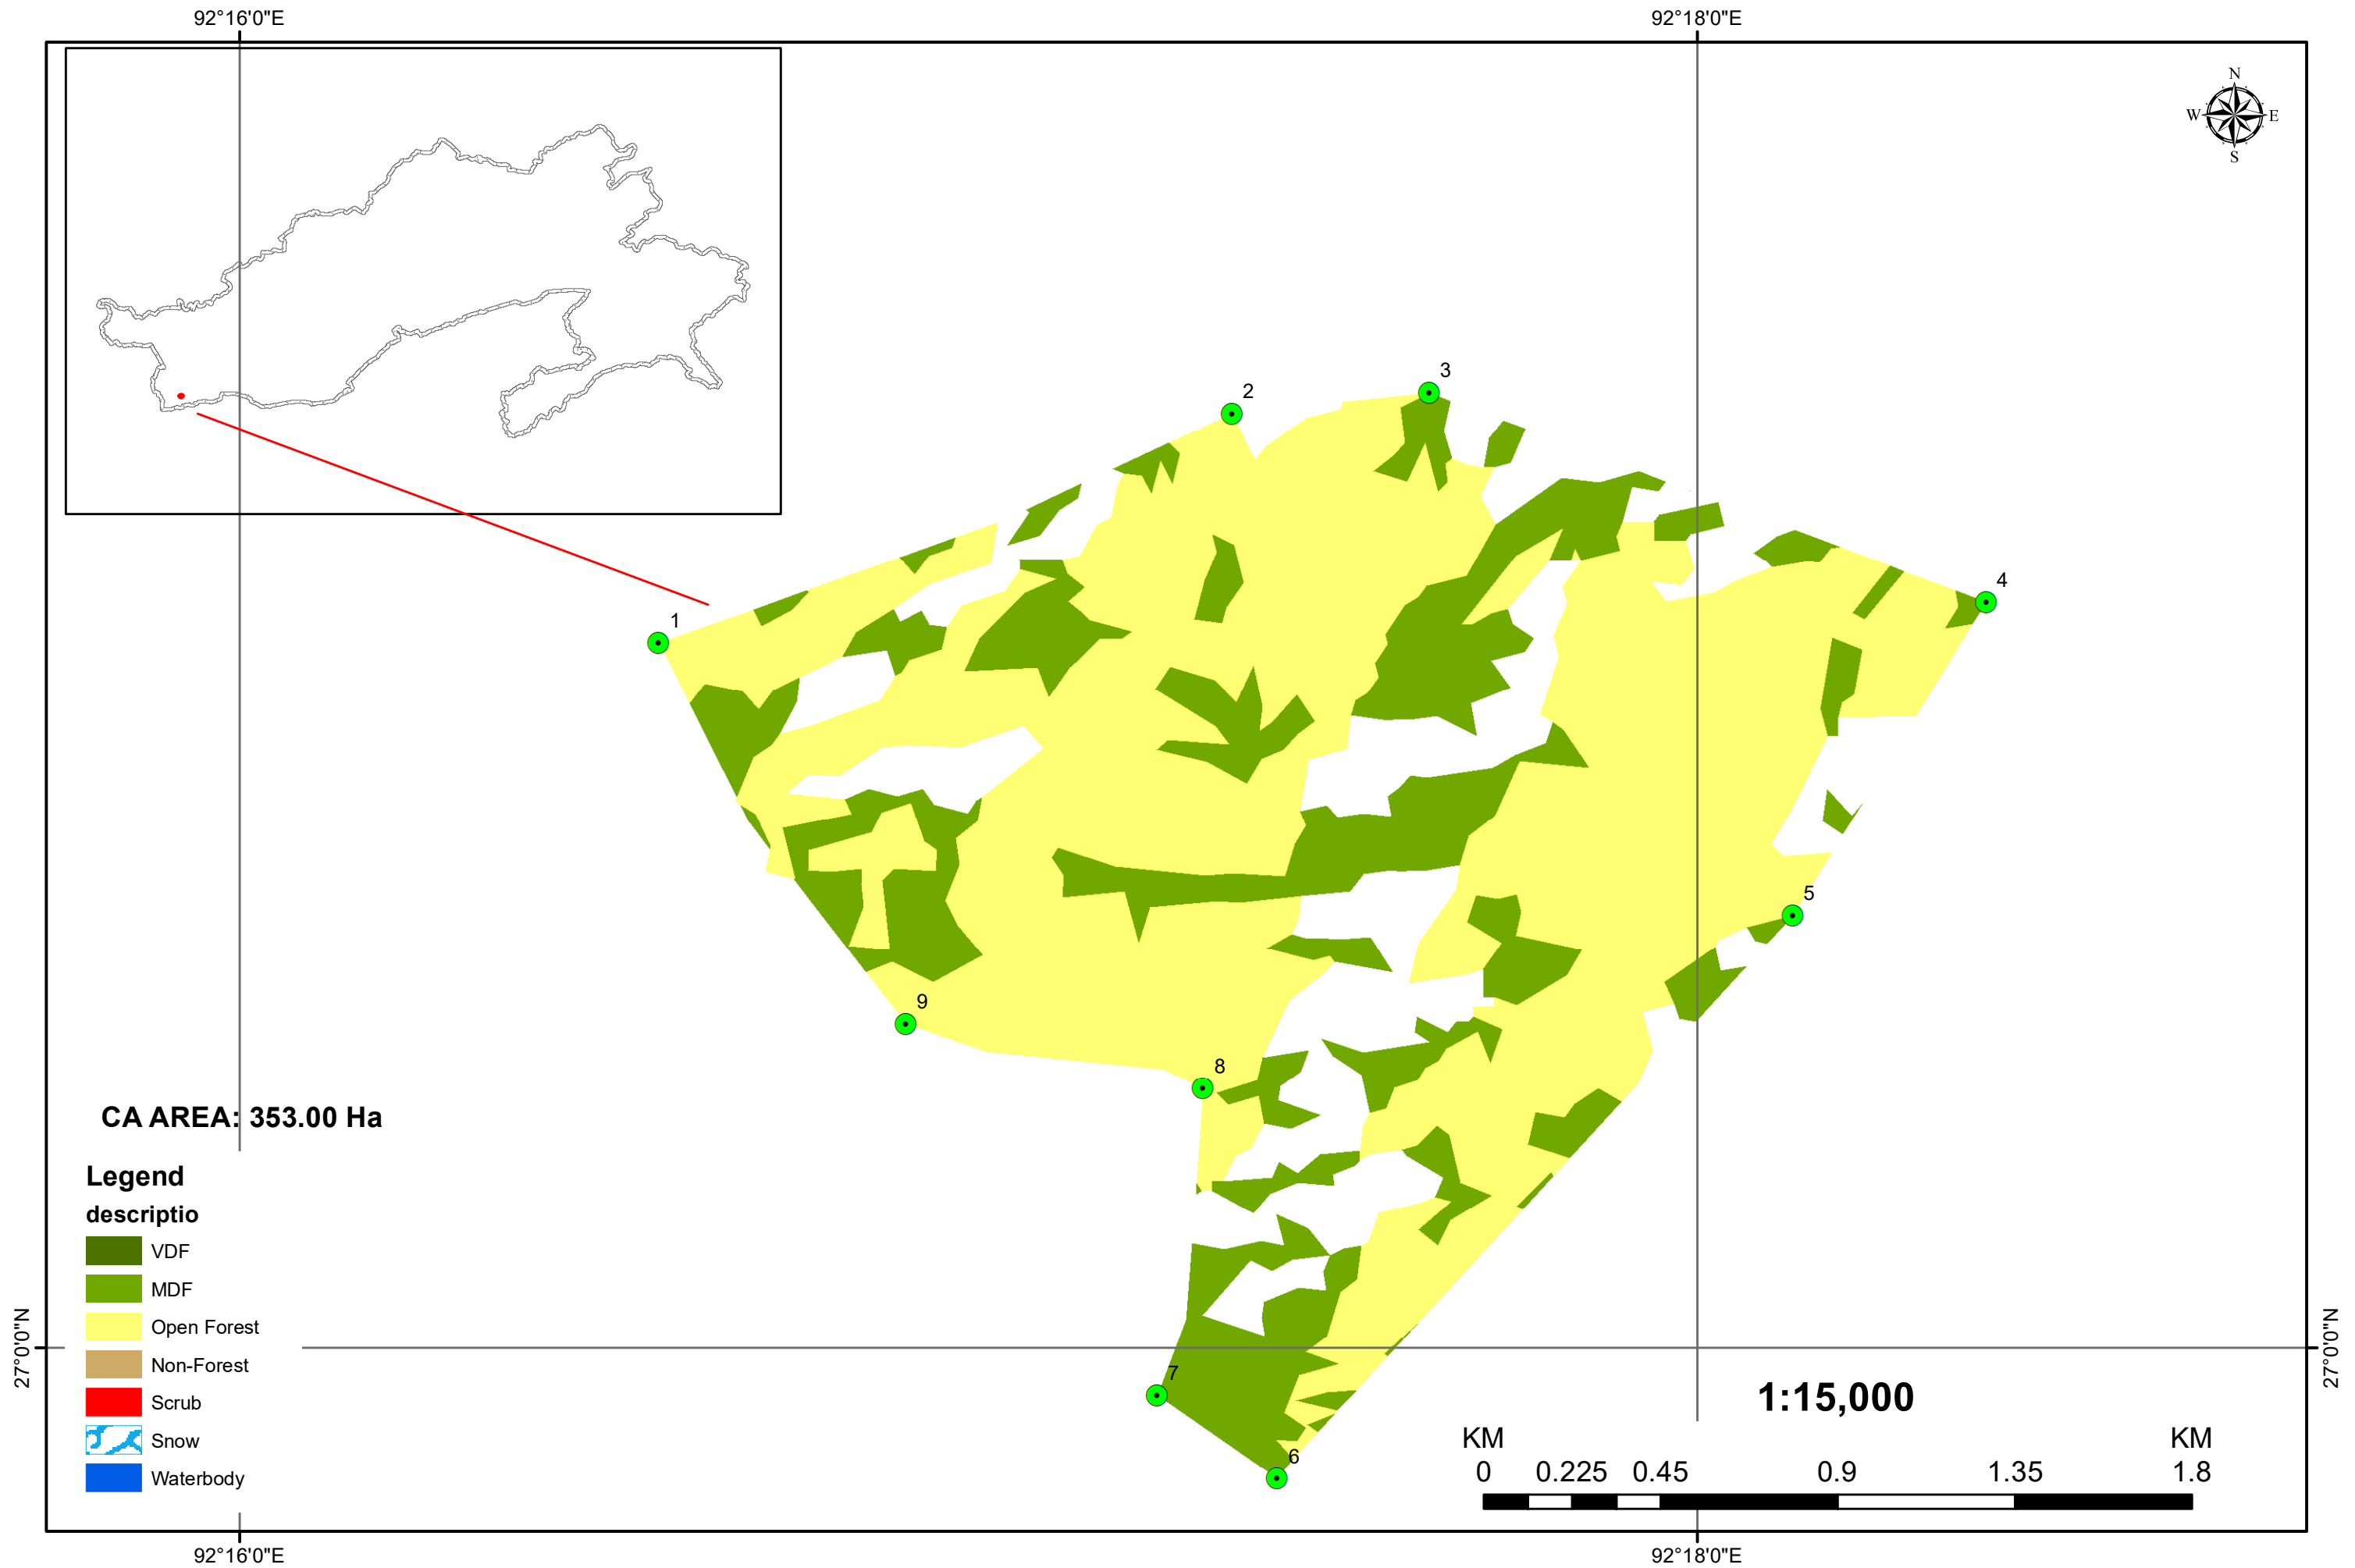 92°16'0"E
92°18'0"E
N
W
E
S
3
2
4
1
5
9
8
CA AREA: 353.00 Ha
Legend
descriptio
VDF
MDF
Open Forest
Non-Forest
Scrub
Snow
Waterbody
27°0'0"N
27°0'0"N
7
6
1:15,000
KM
KM
0
0.225
0.45
0.9
1.35
1.8
92°16'0"E
92°18'0"E